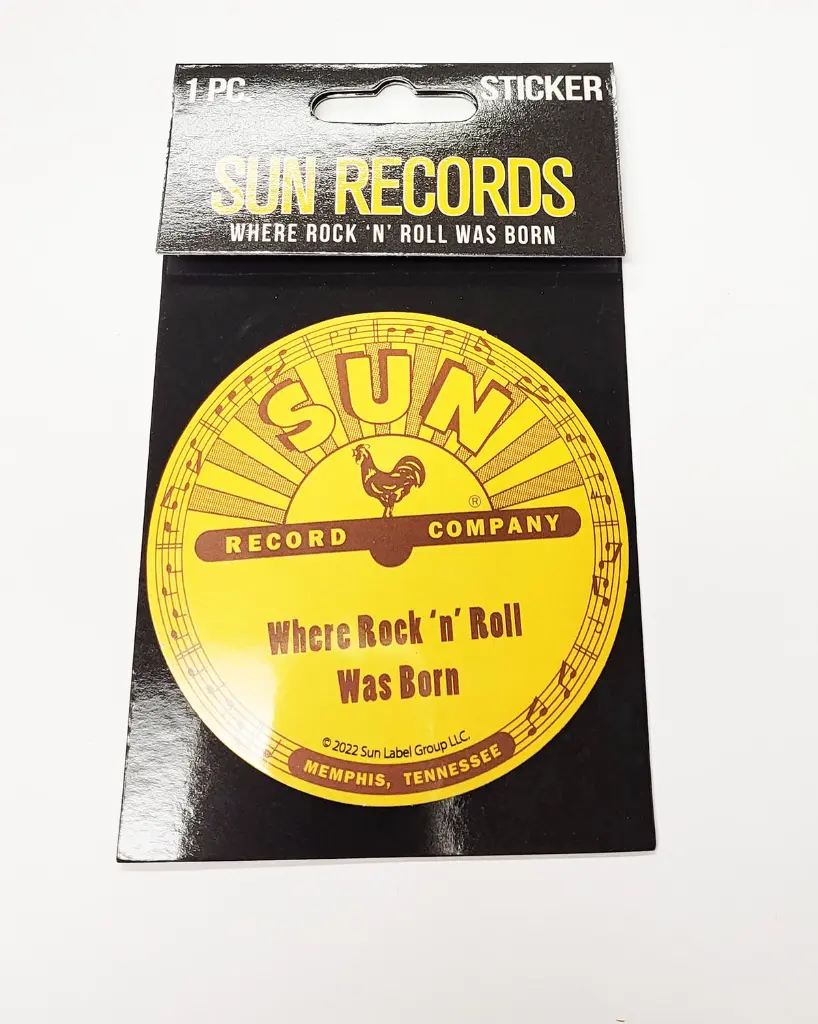 1 PC. STICKER
SUN RECORDS
WHERE ROCK 'N' ROLL WAS BORN
SUN
®
RECORD COMPANY
Where Rock 'n' Roll
Was Born
© 2022 Sun Label Group LLC.
MEMPHIS, TENNESSEE